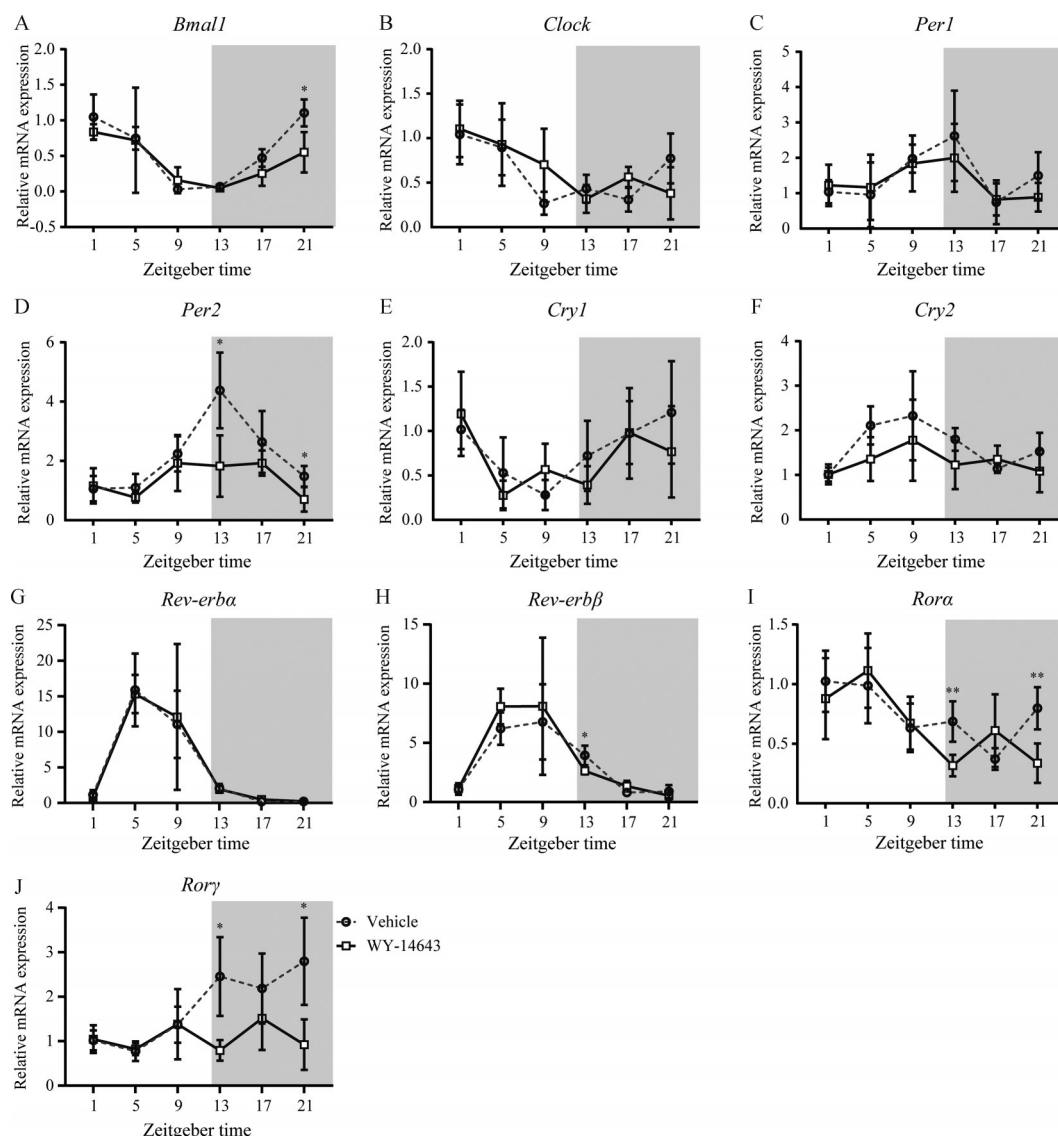 A
Bmal1
Relative mRNA expression
2.0
1.5
1.0
0.5
0.0
-0.5
*
1 5 9 13 17 21
Zeitgeber time
B
Clock
Relative mRNA expression
2.0
1.5
1.0
0.5
0.0
1 5 9 13 17 21
Zeitgeber time
C
Per1
Relative mRNA expression
5
4
3
2
1
0
1 5 9 13 17 21
Zeitgeber time
D
Per2
Relative mRNA expression
6
4
2
0
*
*
1 5 9 13 17 21
Zeitgeber time
E
Cry1
Relative mRNA expression
2.0
1.5
1.0
0.5
0.0
1 5 9 13 17 21
Zeitgeber time
F
Cry2
Relative mRNA expression
4
3
2
1
0
1 5 9 13 17 21
Zeitgeber time
G
Rev-erbα
Relative mRNA expression
25
20
15
10
5
0
1 5 9 13 17 21
Zeitgeber time
H
Rev-erbβ
Relative mRNA expression
15
10
5
0
*
1 5 9 13 17 21
Zeitgeber time
I
Rorα
Relative mRNA expression
1.5
1.0
0.5
0.0
**
**
1 5 9 13 17 21
Zeitgeber time
J
Rorγ
Relative mRNA expression
4
3
2
1
0
*
*
1 5 9 13 17 21
Zeitgeber time
Vehicle
WY-14643